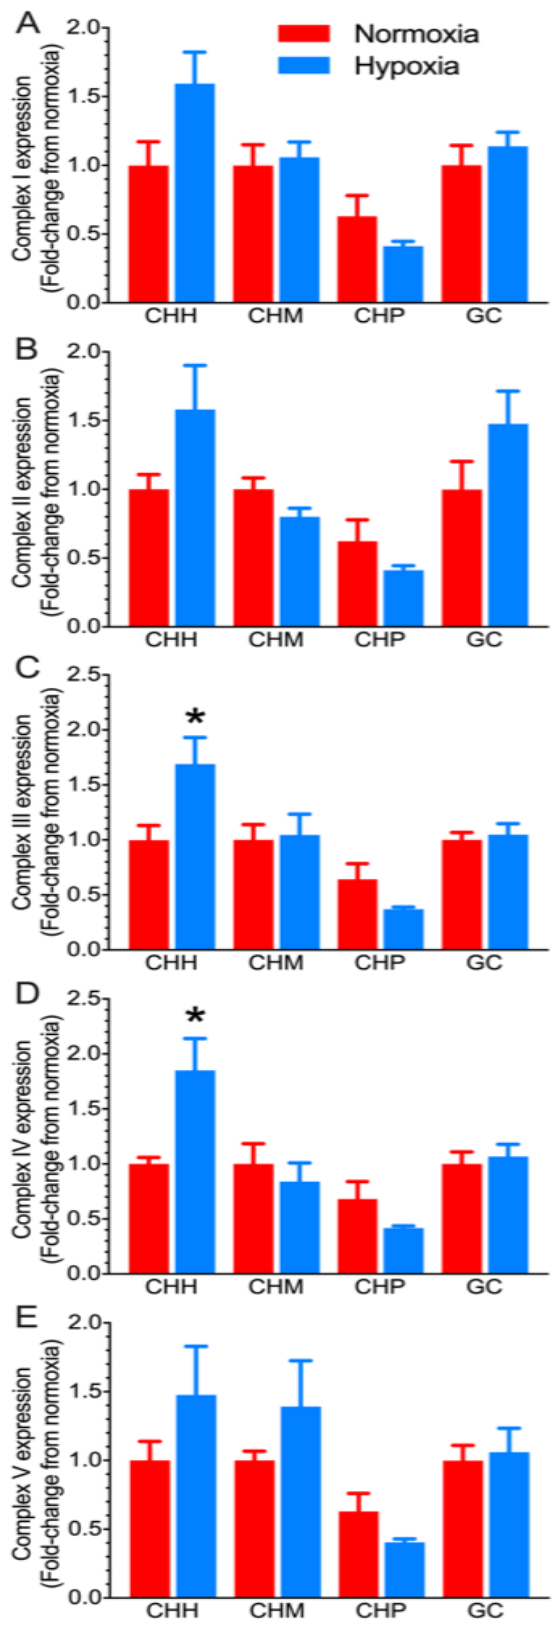 A
Normoxia
Hypoxia
Complex I expression
(Fold-change from normoxia)
2.0
1.5
1.0
0.5
0.0
CHH CHM CHP GC
B
Complex II expression
(Fold-change from normoxia)
2.0
1.5
1.0
0.5
0.0
CHH CHM CHP GC
C
Complex III expression
(Fold-change from normoxia)
2.5
2.0
1.5
1.0
0.5
0.0
*
CHH CHM CHP GC
D
Complex IV expression
(Fold-change from normoxia)
2.5
2.0
1.5
1.0
0.5
0.0
*
CHH CHM CHP GC
E
Complex V expression
(Fold-change from normoxia)
2.0
1.5
1.0
0.5
0.0
CHH CHM CHP GC